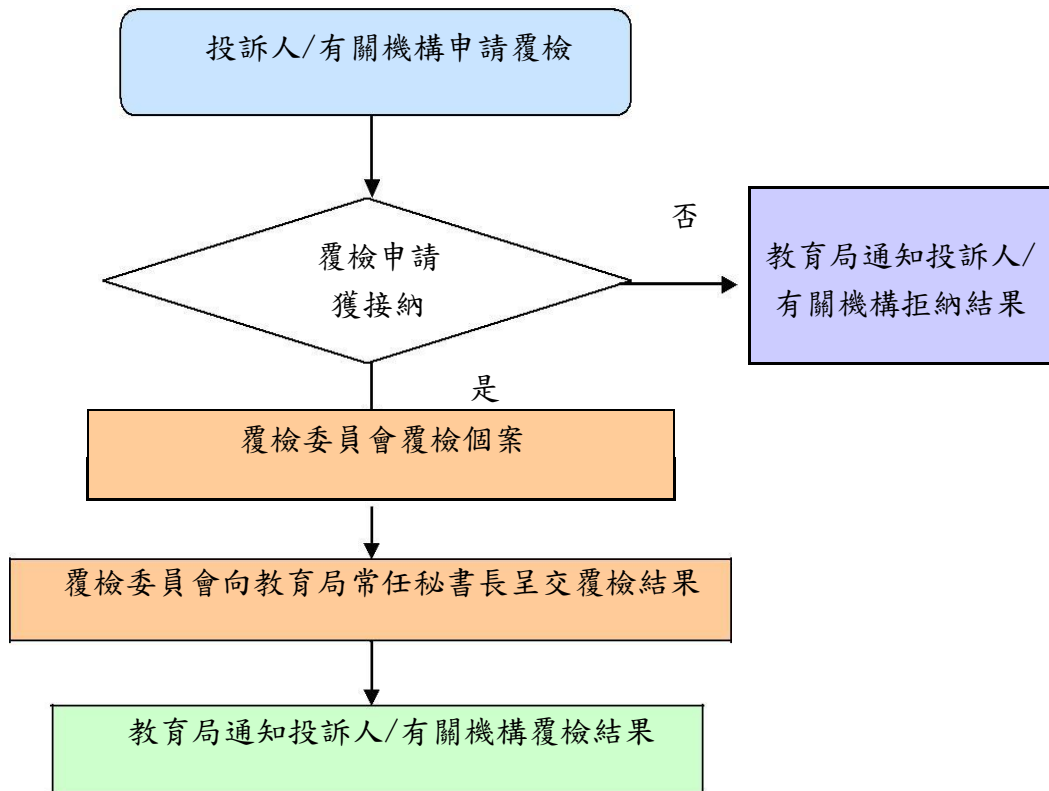 投訴人/有關機構申請覆檢
覆檢申請
獲接納
否
教育局通知投訴人/
有關機構拒納結果
是
覆檢委員會覆檢個案
覆檢委員會向教育局常任秘書長呈交覆檢結果
教育局通知投訴人/有關機構覆檢結果